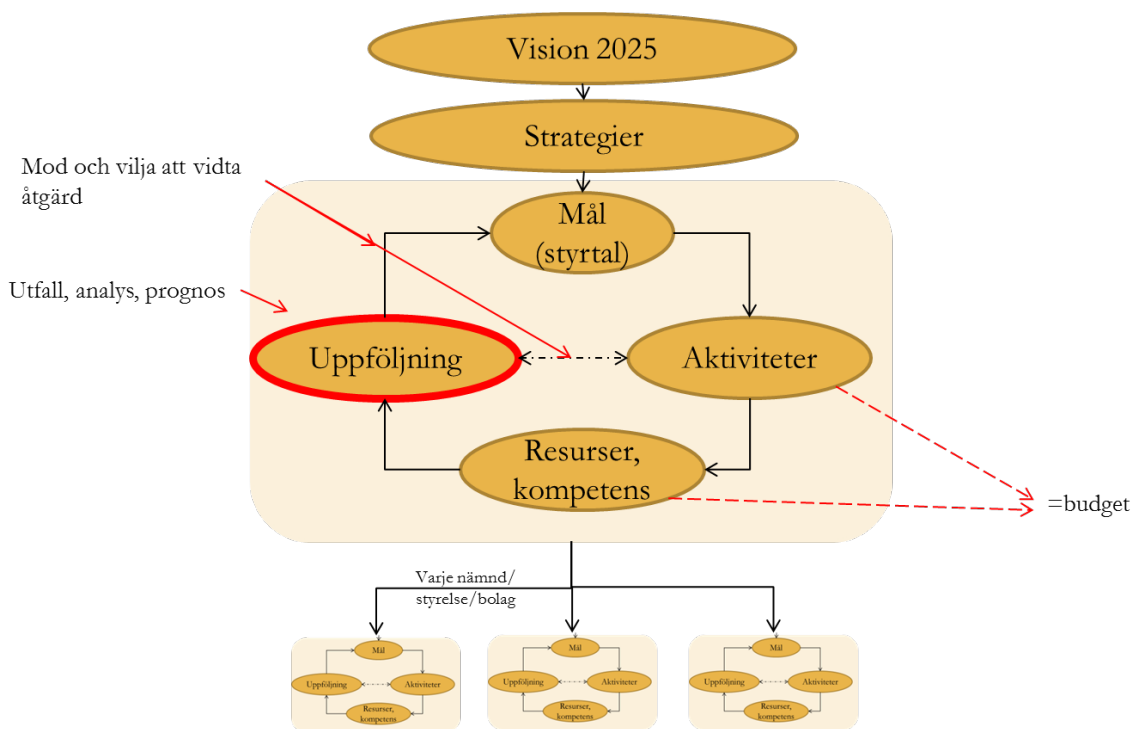 Vision 2025
Strategier
Mod och vilja att vidta
åtgärd
Mål
(styrtal)
Utfall, analys, prognos
Uppföljning
Aktiviteter
Resurser,
kompetens
=budget
Varje nämnd/
styrelse/bolag
Mål
Uppföljning
Aktiviteter
Resurser,
kompetens
Mål
Uppföljning
Aktiviteter
Resurser,
kompetens
Mål
Uppföljning
Aktiviteter
Resurser,
kompetens